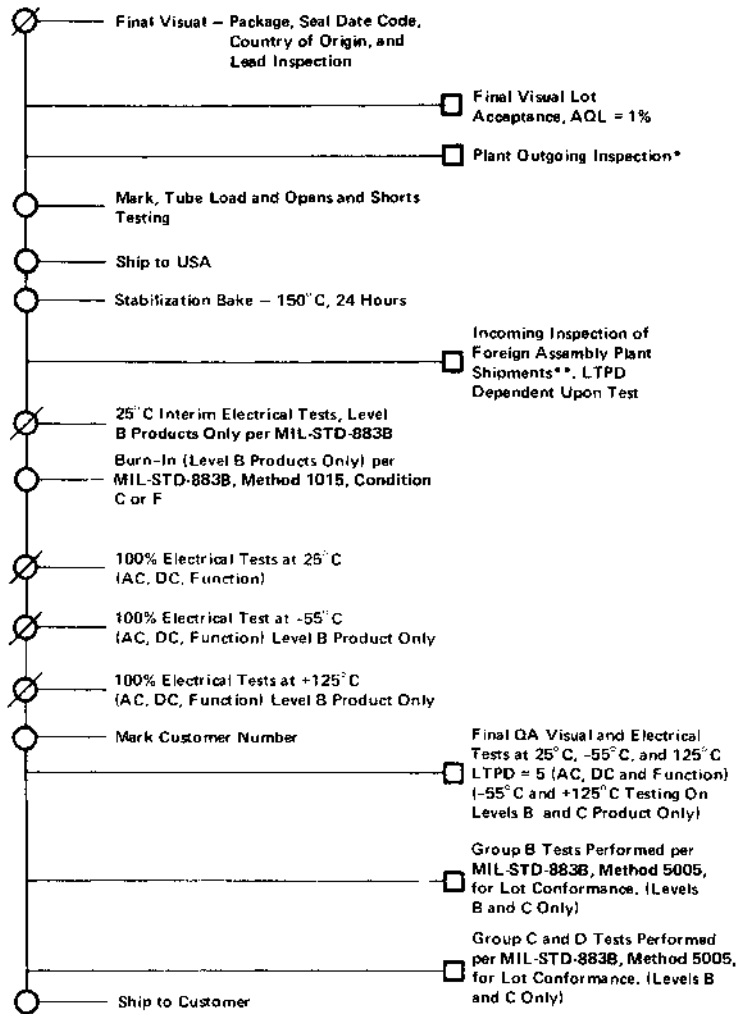 Final Visual – Package, Seal Date Code,
Country of Origin, and
Lead Inspection
Final Visual Lot
Acceptance, AQL = 1%
Plant Outgoing Inspection*
Mark, Tube Load and Opens and Shorts
Testing
Ship to USA
Stabilization Bake – 150°C, 24 Hours
Incoming Inspection of
Foreign Assembly Plant
Shipments**. LTPD
Dependent Upon Test
25°C Interim Electrical Tests, Level
B Products Only per MIL-STD-883B
Burn-In (Level B Products Only) per
MIL-STD-883B, Method 1015, Condition
C or F
100% Electrical Tests at 25°C
(AC, DC, Function)
100% Electrical Test at -55°C
(AC, DC, Function) Level B Product Only
100% Electrical Tests at +125°C
(AC, DC, Function) Level B Product Only
Mark Customer Number
Final QA Visual and Electrical
Tests at 25°C, -55°C, and 125°C
LTPD = 5 (AC, DC and Function)
(-55°C and +125°C Testing On
Levels B and C Product Only)
Group B Tests Performed per
MIL-STD-883B, Method 5005,
for Lot Conformance. (Levels
B and C Only)
Group C and D Tests Performed
per MIL-STD-883B, Method 5005,
for Lot Conformance. (Levels B
and C Only)
Ship to Customer